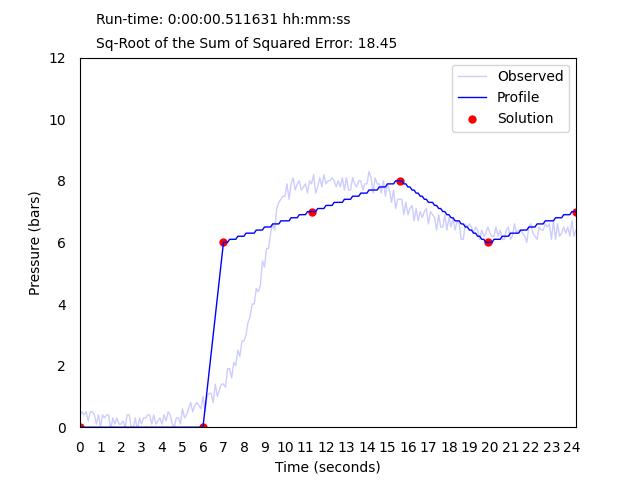 Run-time: 0:00:00.511631 hh:mm:ss
Sq-Root of the Sum of Squared Error: 18.45
12
10
8
6
4
2
0
Pressure (bars)
Observed
Profile
Solution
0 1 2 3 4 5 6 7 8 9 10 11 12 13 14 15 16 17 18 19 20 21 22 23 24
Time (seconds)